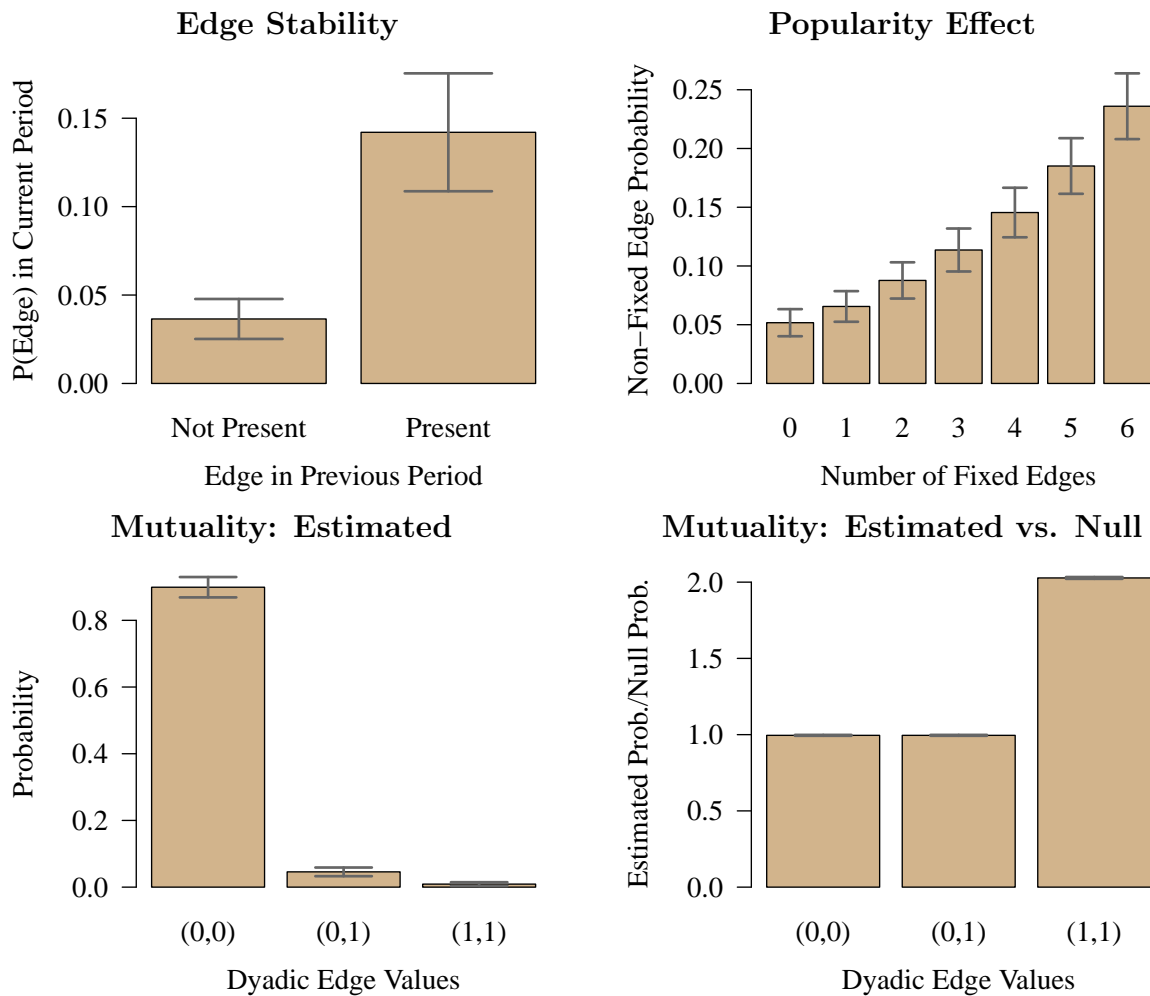 Edge Stability
P(Edge) in Current Period
0.15
0.10
0.05
0.00
Not Present Present
Edge in Previous Period
Popularity Effect
Non−Fixed Edge Probability
0.25
0.20
0.15
0.10
0.05
0.00
0 1 2 3 4 5 6
Number of Fixed Edges
Mutuality: Estimated
Probability
0.8
0.6
0.4
0.2
0.0
(0,0) (0,1) (1,1)
Dyadic Edge Values
Mutuality: Estimated vs. Null
Estimated Prob./Null Prob.
2.0
1.5
1.0
0.5
0.0
(0,0) (0,1) (1,1)
Dyadic Edge Values